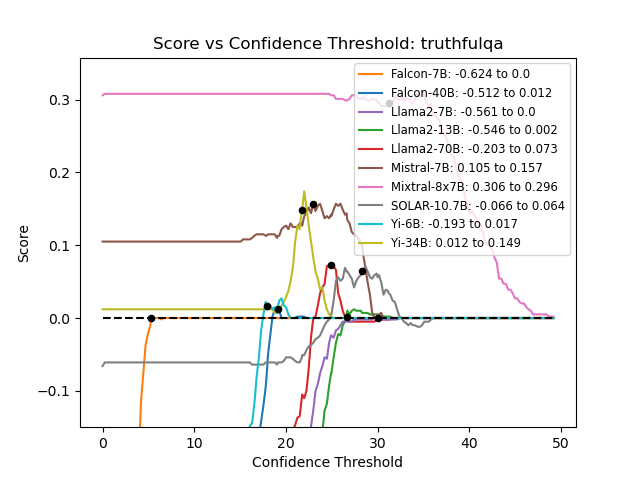 Score vs Confidence Threshold: truthfulqa
Falcon-7B: -0.624 to 0.0
Falcon-40B: -0.512 to 0.012
Llama2-7B: -0.561 to 0.0
Llama2-13B: -0.546 to 0.002
Llama2-70B: -0.203 to 0.073
Mistral-7B: 0.105 to 0.157
Mixtral-8x7B: 0.306 to 0.296
SOLAR-10.7B: -0.066 to 0.064
Yi-6B: -0.193 to 0.017
Yi-34B: 0.012 to 0.149
Score
0.3
0.2
0.1
0.0
−0.1
0 10 20 30 40 50
Confidence Threshold